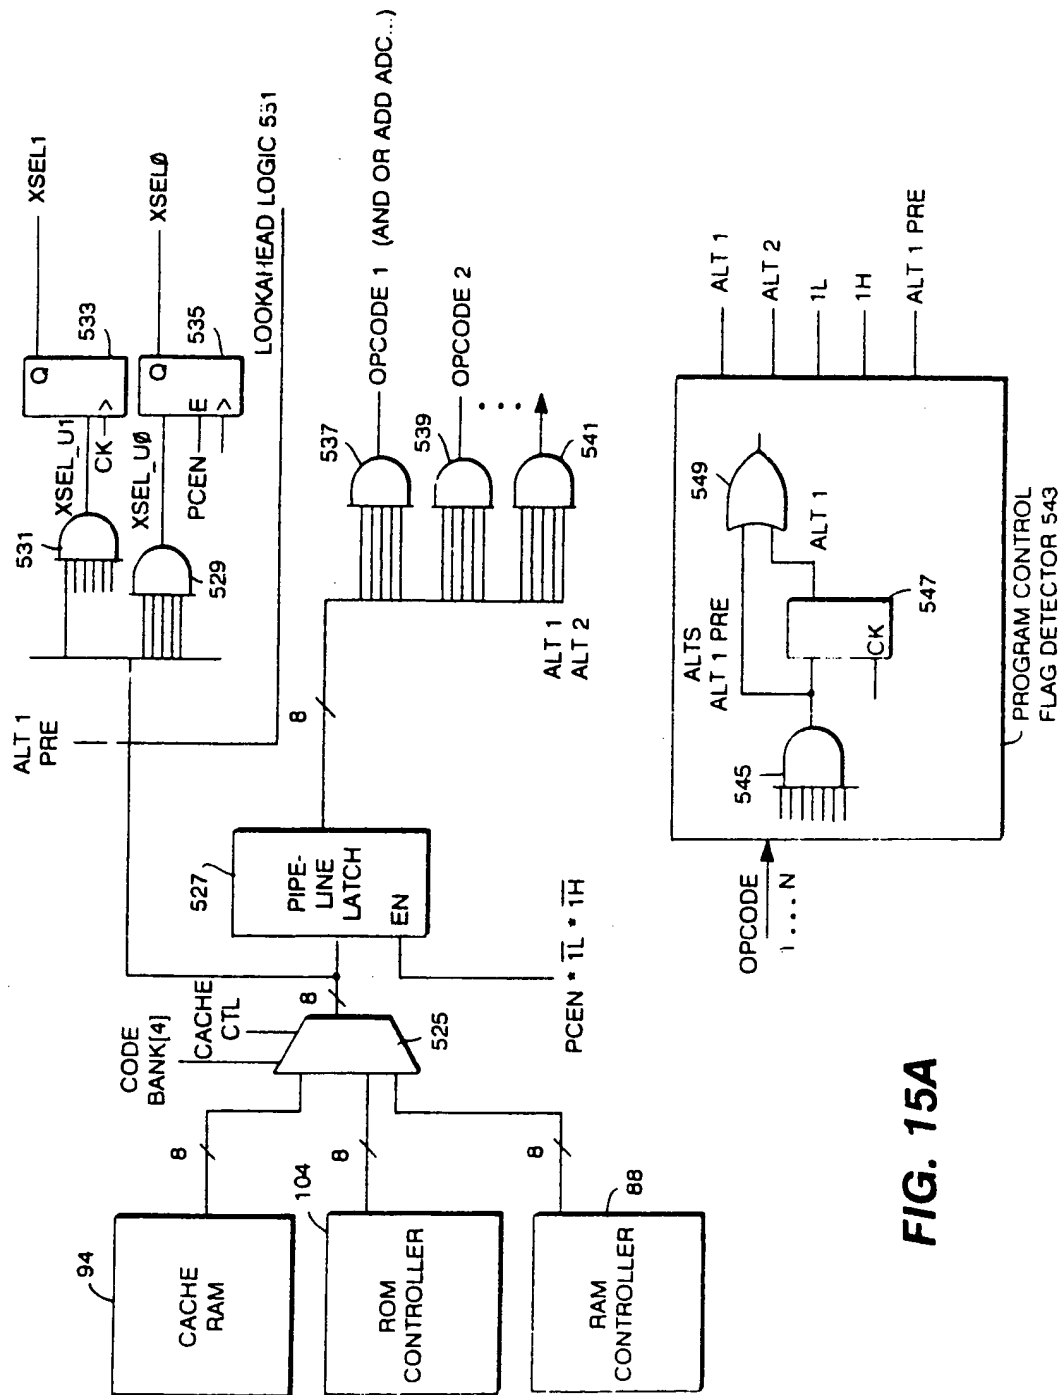 94
CACHE
RAM
104
ROM
CONTROLLER
88
RAM
CONTROLLER
8
8
8
CODE
BANK[4]
CACHE
CTL
525
8
527
PIPE-
LINE
LATCH
EN
PCEN * 1L * 1H
8
ALT 1
PRE
531
529
XSEL_U1
XSEL_U0
CK
PCEN
Q
533
Q
E
535
XSEL1
XSELØ
LOOKAHEAD LOGIC 551
537
539
541
OPCODE 1 (AND OR ADD ADC...)
OPCODE 2
ALT 1
ALT 2
OPCODE
1...N
545
ALTS
ALT 1 PRE
547
CK
549
ALT 1
ALT 1
ALT 2
1L
1H
ALT 1 PRE
PROGRAM CONTROL
FLAG DETECTOR 543
FIG. 15A